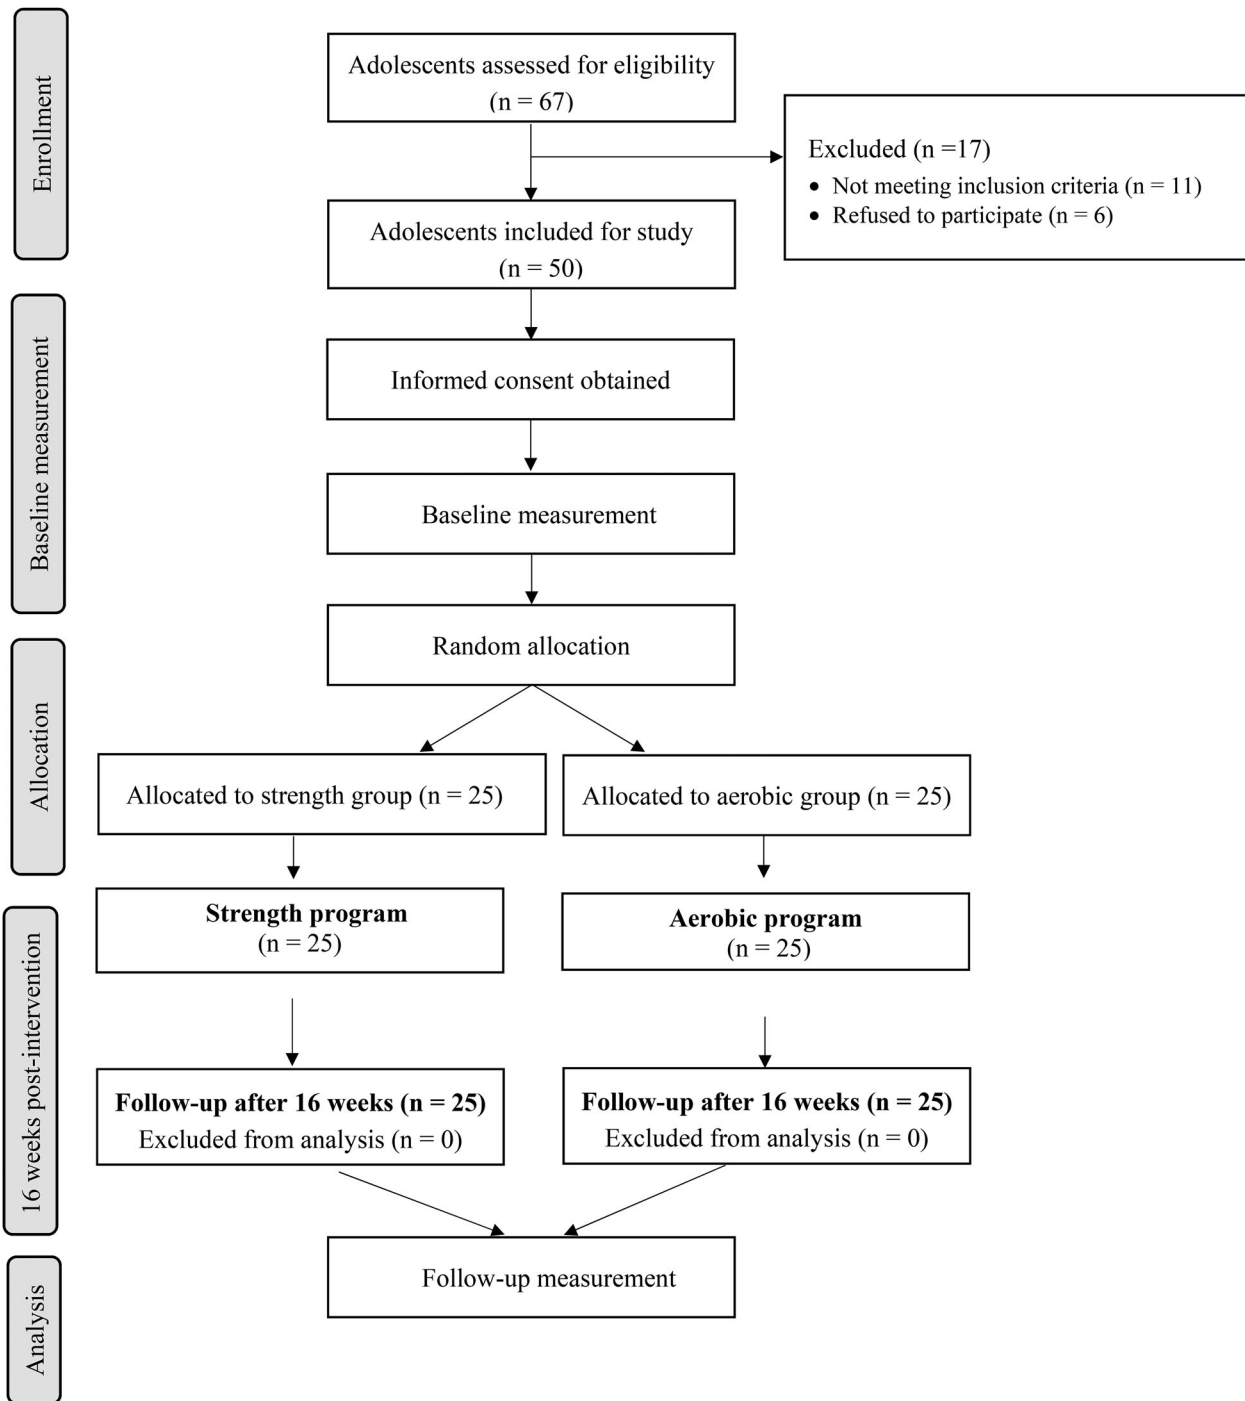 Enrollment
Adolescents assessed for eligibility
(n = 67)
Excluded (n =17)
• Not meeting inclusion criteria (n = 11)
• Refused to participate (n = 6)
Adolescents included for study
(n = 50)
Baseline measurement
Informed consent obtained
Baseline measurement
Random allocation
Allocation
Allocated to strength group (n = 25)
Allocated to aerobic group (n = 25)
16 weeks post-intervention
Strength program
(n = 25)
Aerobic program
(n = 25)
Follow-up after 16 weeks (n = 25)
Excluded from analysis (n = 0)
Follow-up after 16 weeks (n = 25)
Excluded from analysis (n = 0)
Analysis
Follow-up measurement